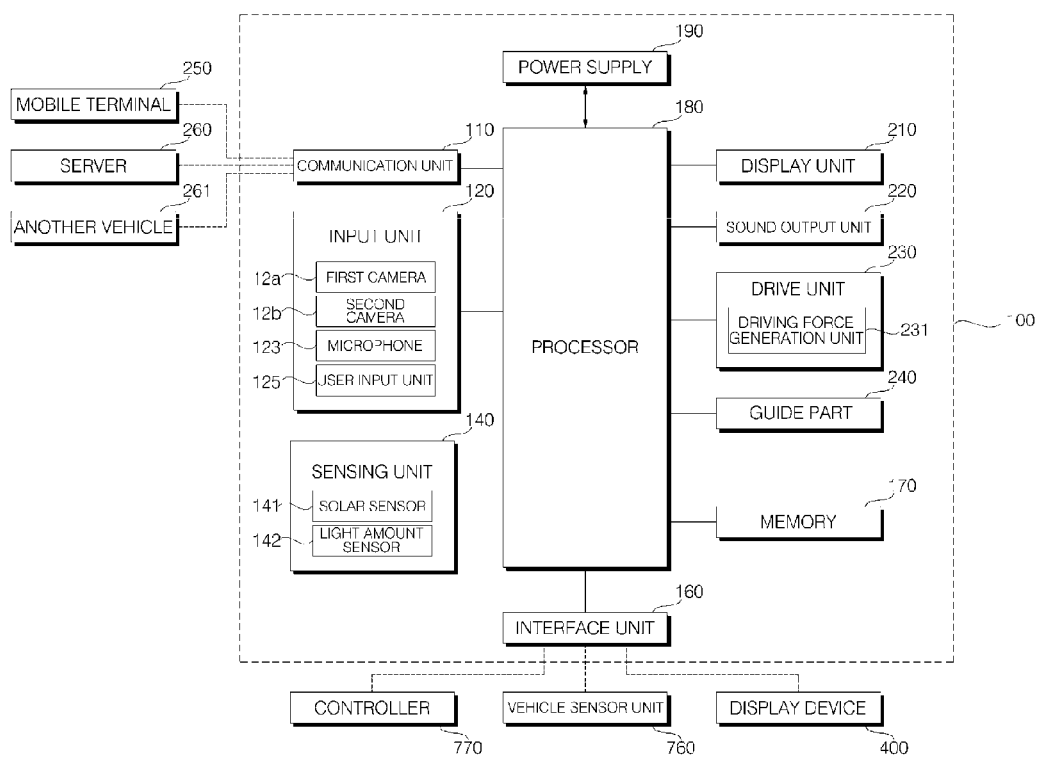 190
POWER SUPPLY
250
MOBILE TERMINAL
180
260
SERVER
110
COMMUNICATION UNIT
210
DISPLAY UNIT
261
ANOTHER VEHICLE
120
INPUT UNIT
12a
FIRST CAMERA
12b
SECOND
CAMERA
123
MICROPHONE
125
USER INPUT UNIT
220
SOUND OUTPUT UNIT
230
DRIVE UNIT
DRIVING FORCE
GENERATION UNIT
231
100
PROCESSOR
240
GUIDE PART
140
SENSING UNIT
141
SOLAR SENSOR
142
LIGHT AMOUNT
SENSOR
170
MEMORY
160
INTERFACE UNIT
CONTROLLER
770
VEHICLE SENSOR UNIT
760
DISPLAY DEVICE
400